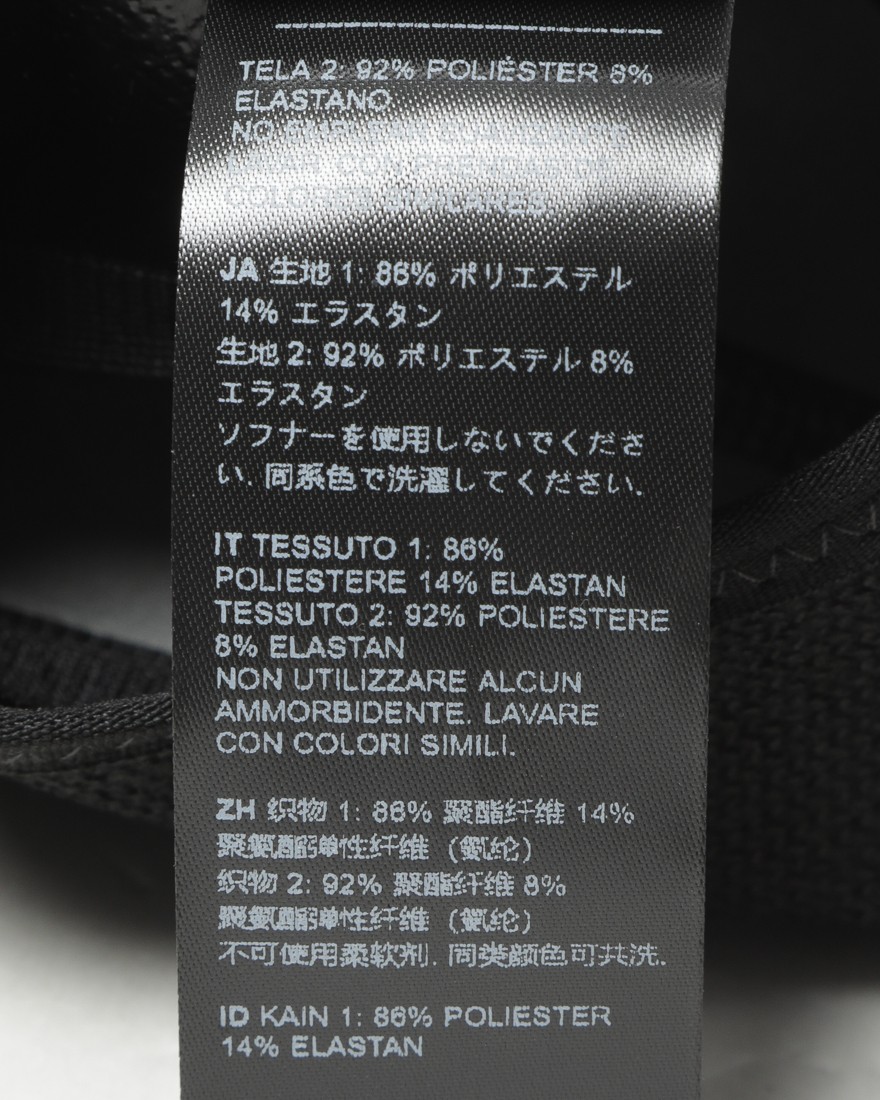 TELA 2: 92% POLIÉSTER 8%
ELASTANO
NO
LAVAR CON
COLORES SIMILARES.
JA 生地 1: 86% ポリエステル
14% エラスタン
生地 2: 92% ポリエステル 8%
エラスタン
ソフナーを使用しないでくださ
い. 同系色で洗濯してください.
IT TESSUTO 1: 86%
POLIESTERE 14% ELASTAN
TESSUTO 2: 92% POLIESTERE
8% ELASTAN
NON UTILIZZARE ALCUN
AMMORBIDENTE. LAVARE
CON COLORI SIMILI.
ZH 织物 1: 86% 聚酯纤维 14%
聚氨酯弹性纤维 (氨纶)
织物 2: 92% 聚酯纤维 8%
聚氨酯弹性纤维 (氨纶)
不可使用柔软剂. 同类颜色可共洗.
ID KAIN 1: 86% POLIESTER
14% ELASTAN